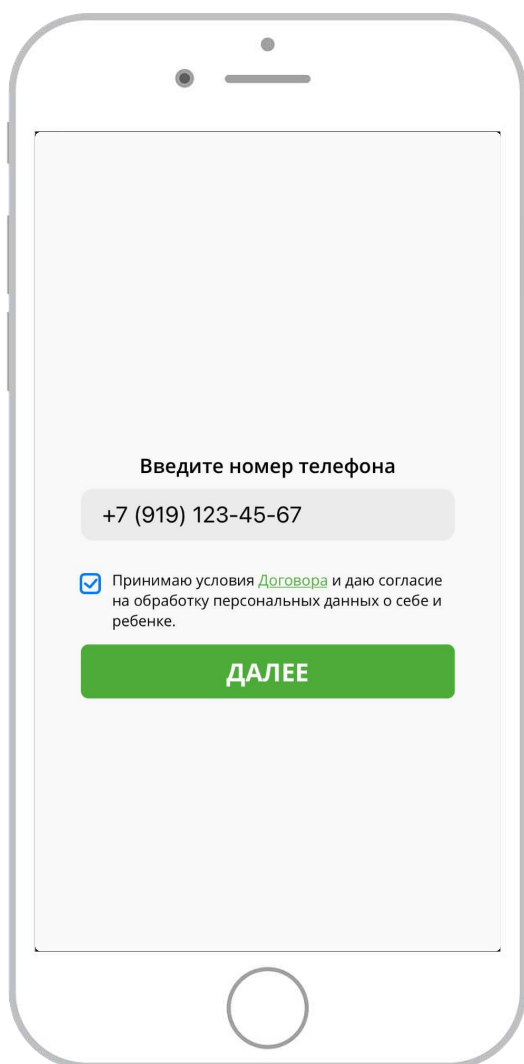 Введите номер телефона
+7 (919) 123-45-67
Принимаю условия Договора и даю согласие
на обработку персональных данных о себе и
ребенке.
ДАЛЕЕ